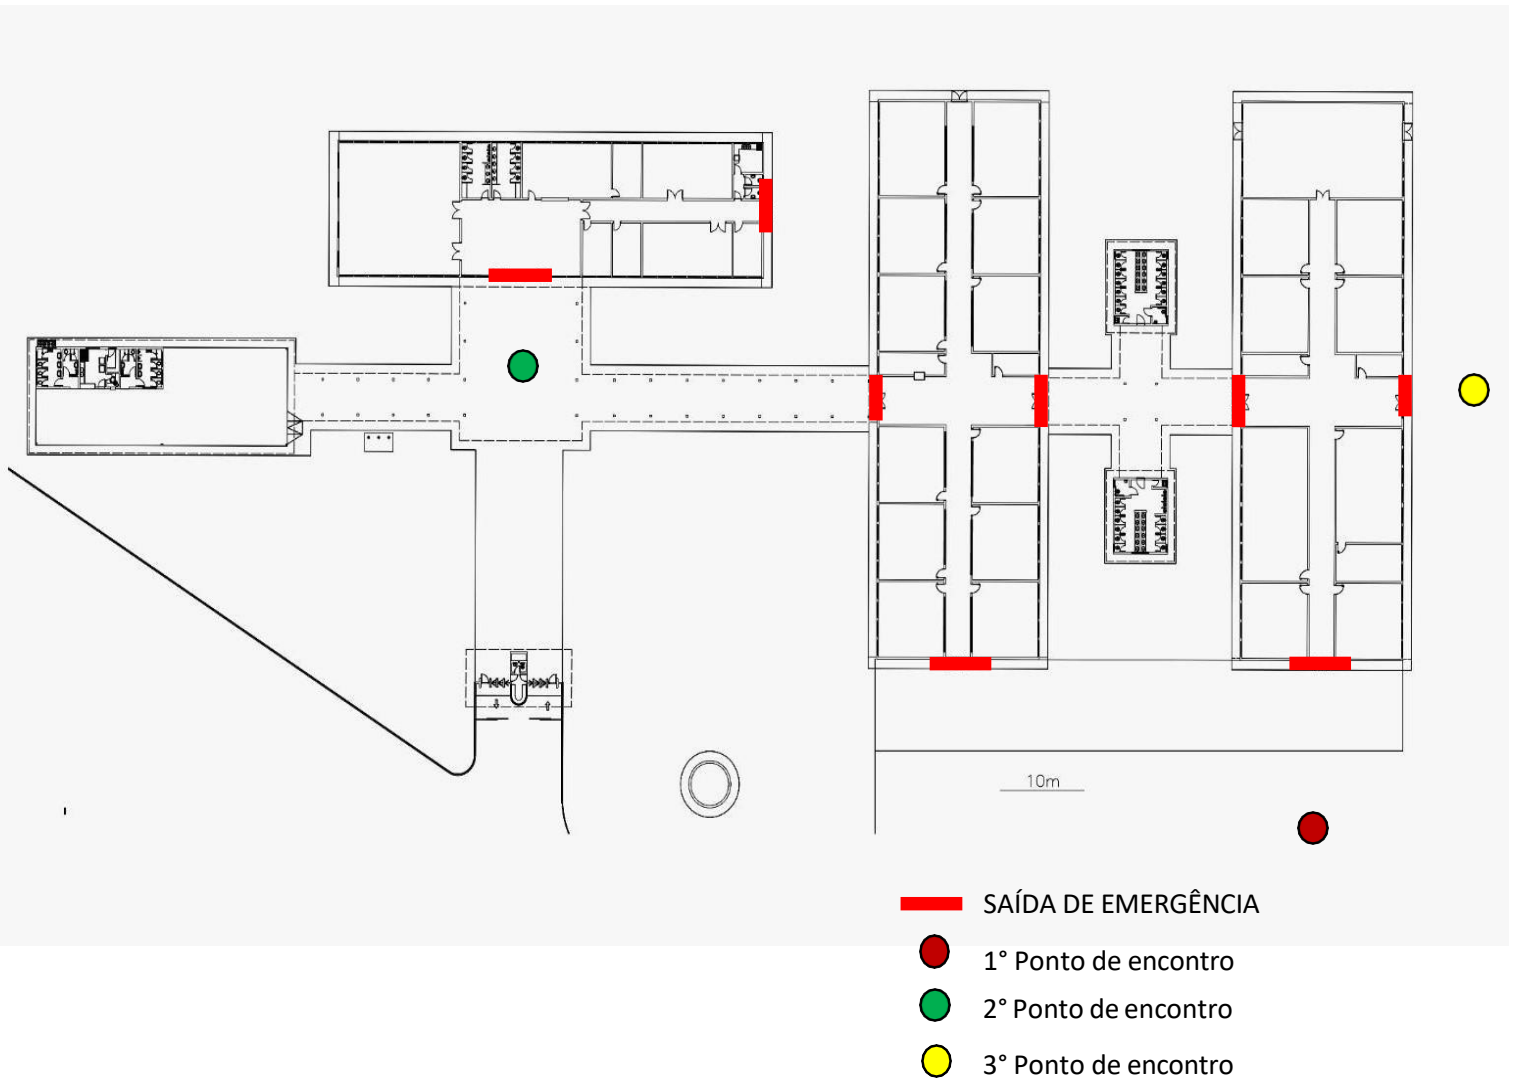 10m
SAÍDA DE EMERGÊNCIA
1° Ponto de encontro
2° Ponto de encontro
3° Ponto de encontro